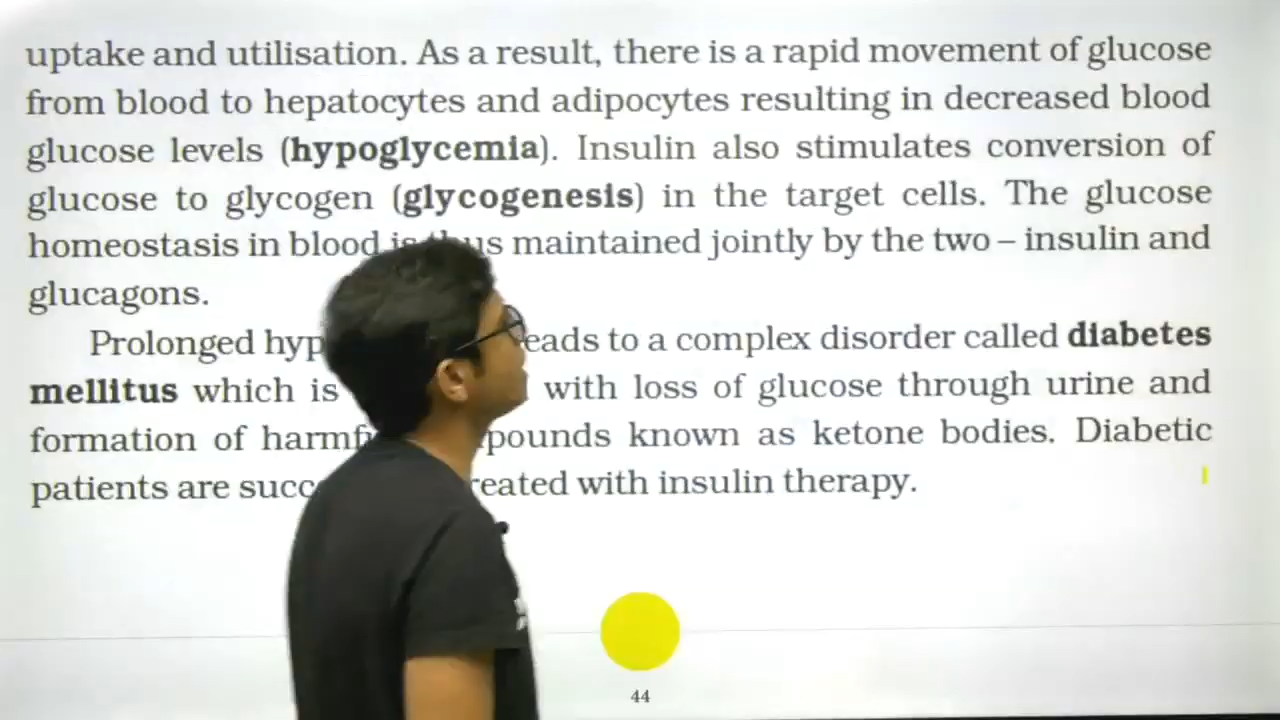 uptake and utilisation. As a result, there is a rapid movement of glucose
from blood to hepatocytes and adipocytes resulting in decreased blood
glucose levels (hypoglycemia). Insulin also stimulates conversion of
glucose to glycogen (glycogenesis) in the target cells. The glucose
homeostasis in blood is thus maintained jointly by the two – insulin and
glucagons.
Prolonged hyp eads to a complex disorder called diabetes
mellitus which is with loss of glucose through urine and
formation of harmf pounds known as ketone bodies. Diabetic
patients are succ reated with insulin therapy.
44